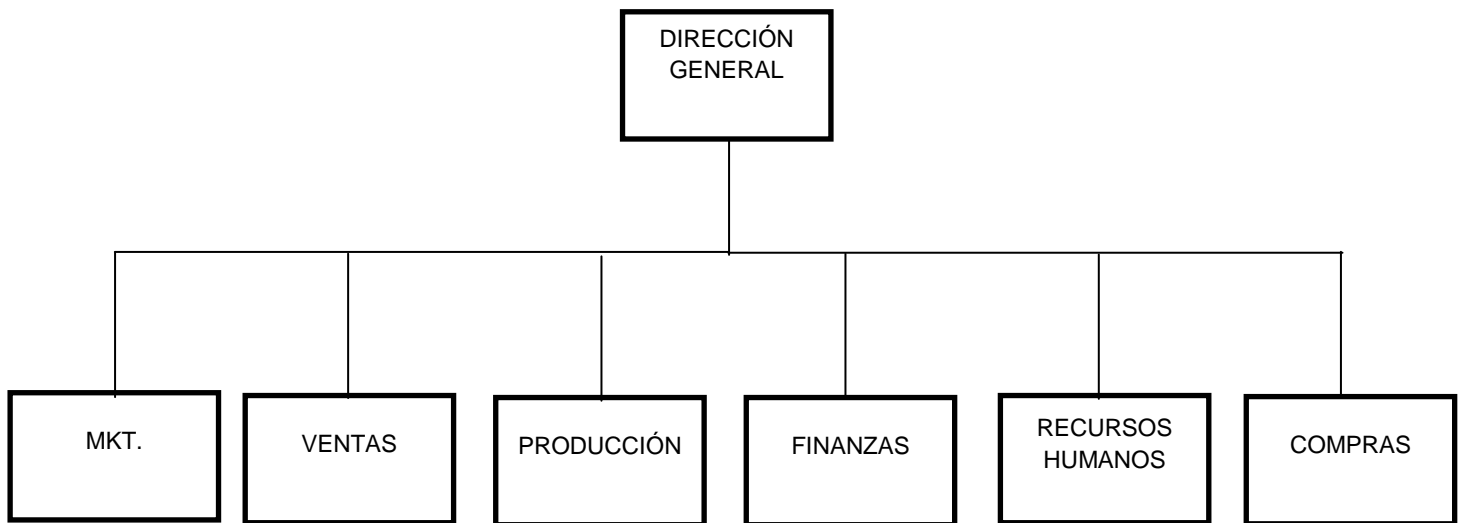 DIRECCIÓN
GENERAL
MKT.
VENTAS
PRODUCCIÓN
FINANZAS
RECURSOS
HUMANOS
COMPRAS